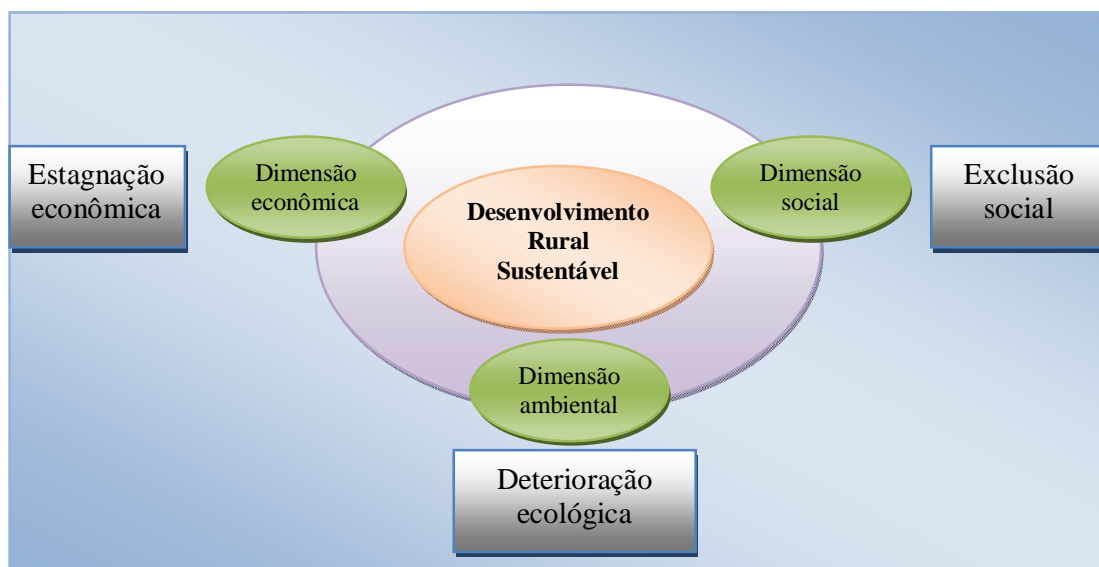 Estagnação
econômica
Dimensão
econômica
Desenvolvimento
Rural
Sustentável
Dimensão
social
Exclusão
social
Dimensão
ambiental
Deterioração
ecológica